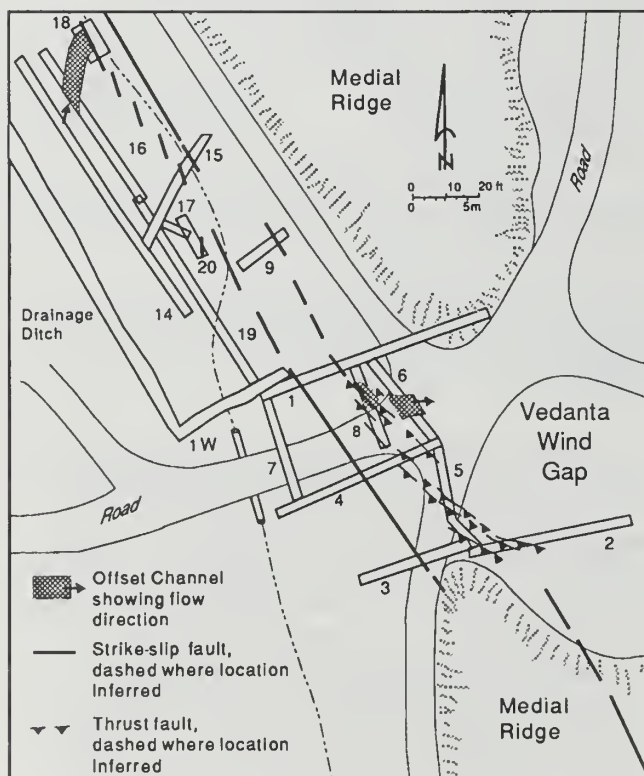 18
Medial
Ridge
N
0 10 20 ft
0 5m
Road
15
16
17
20
9
14
19
Drainage
Ditch
6
1
8
1W
7
4
5
Vedanta
Wind
Gap
2
3
Road
Offset Channel
showing flow
direction
Strike-slip fault,
dashed where location
Inferred
Thrust fault,
dashed where location
Inferred
Medial
Ridge